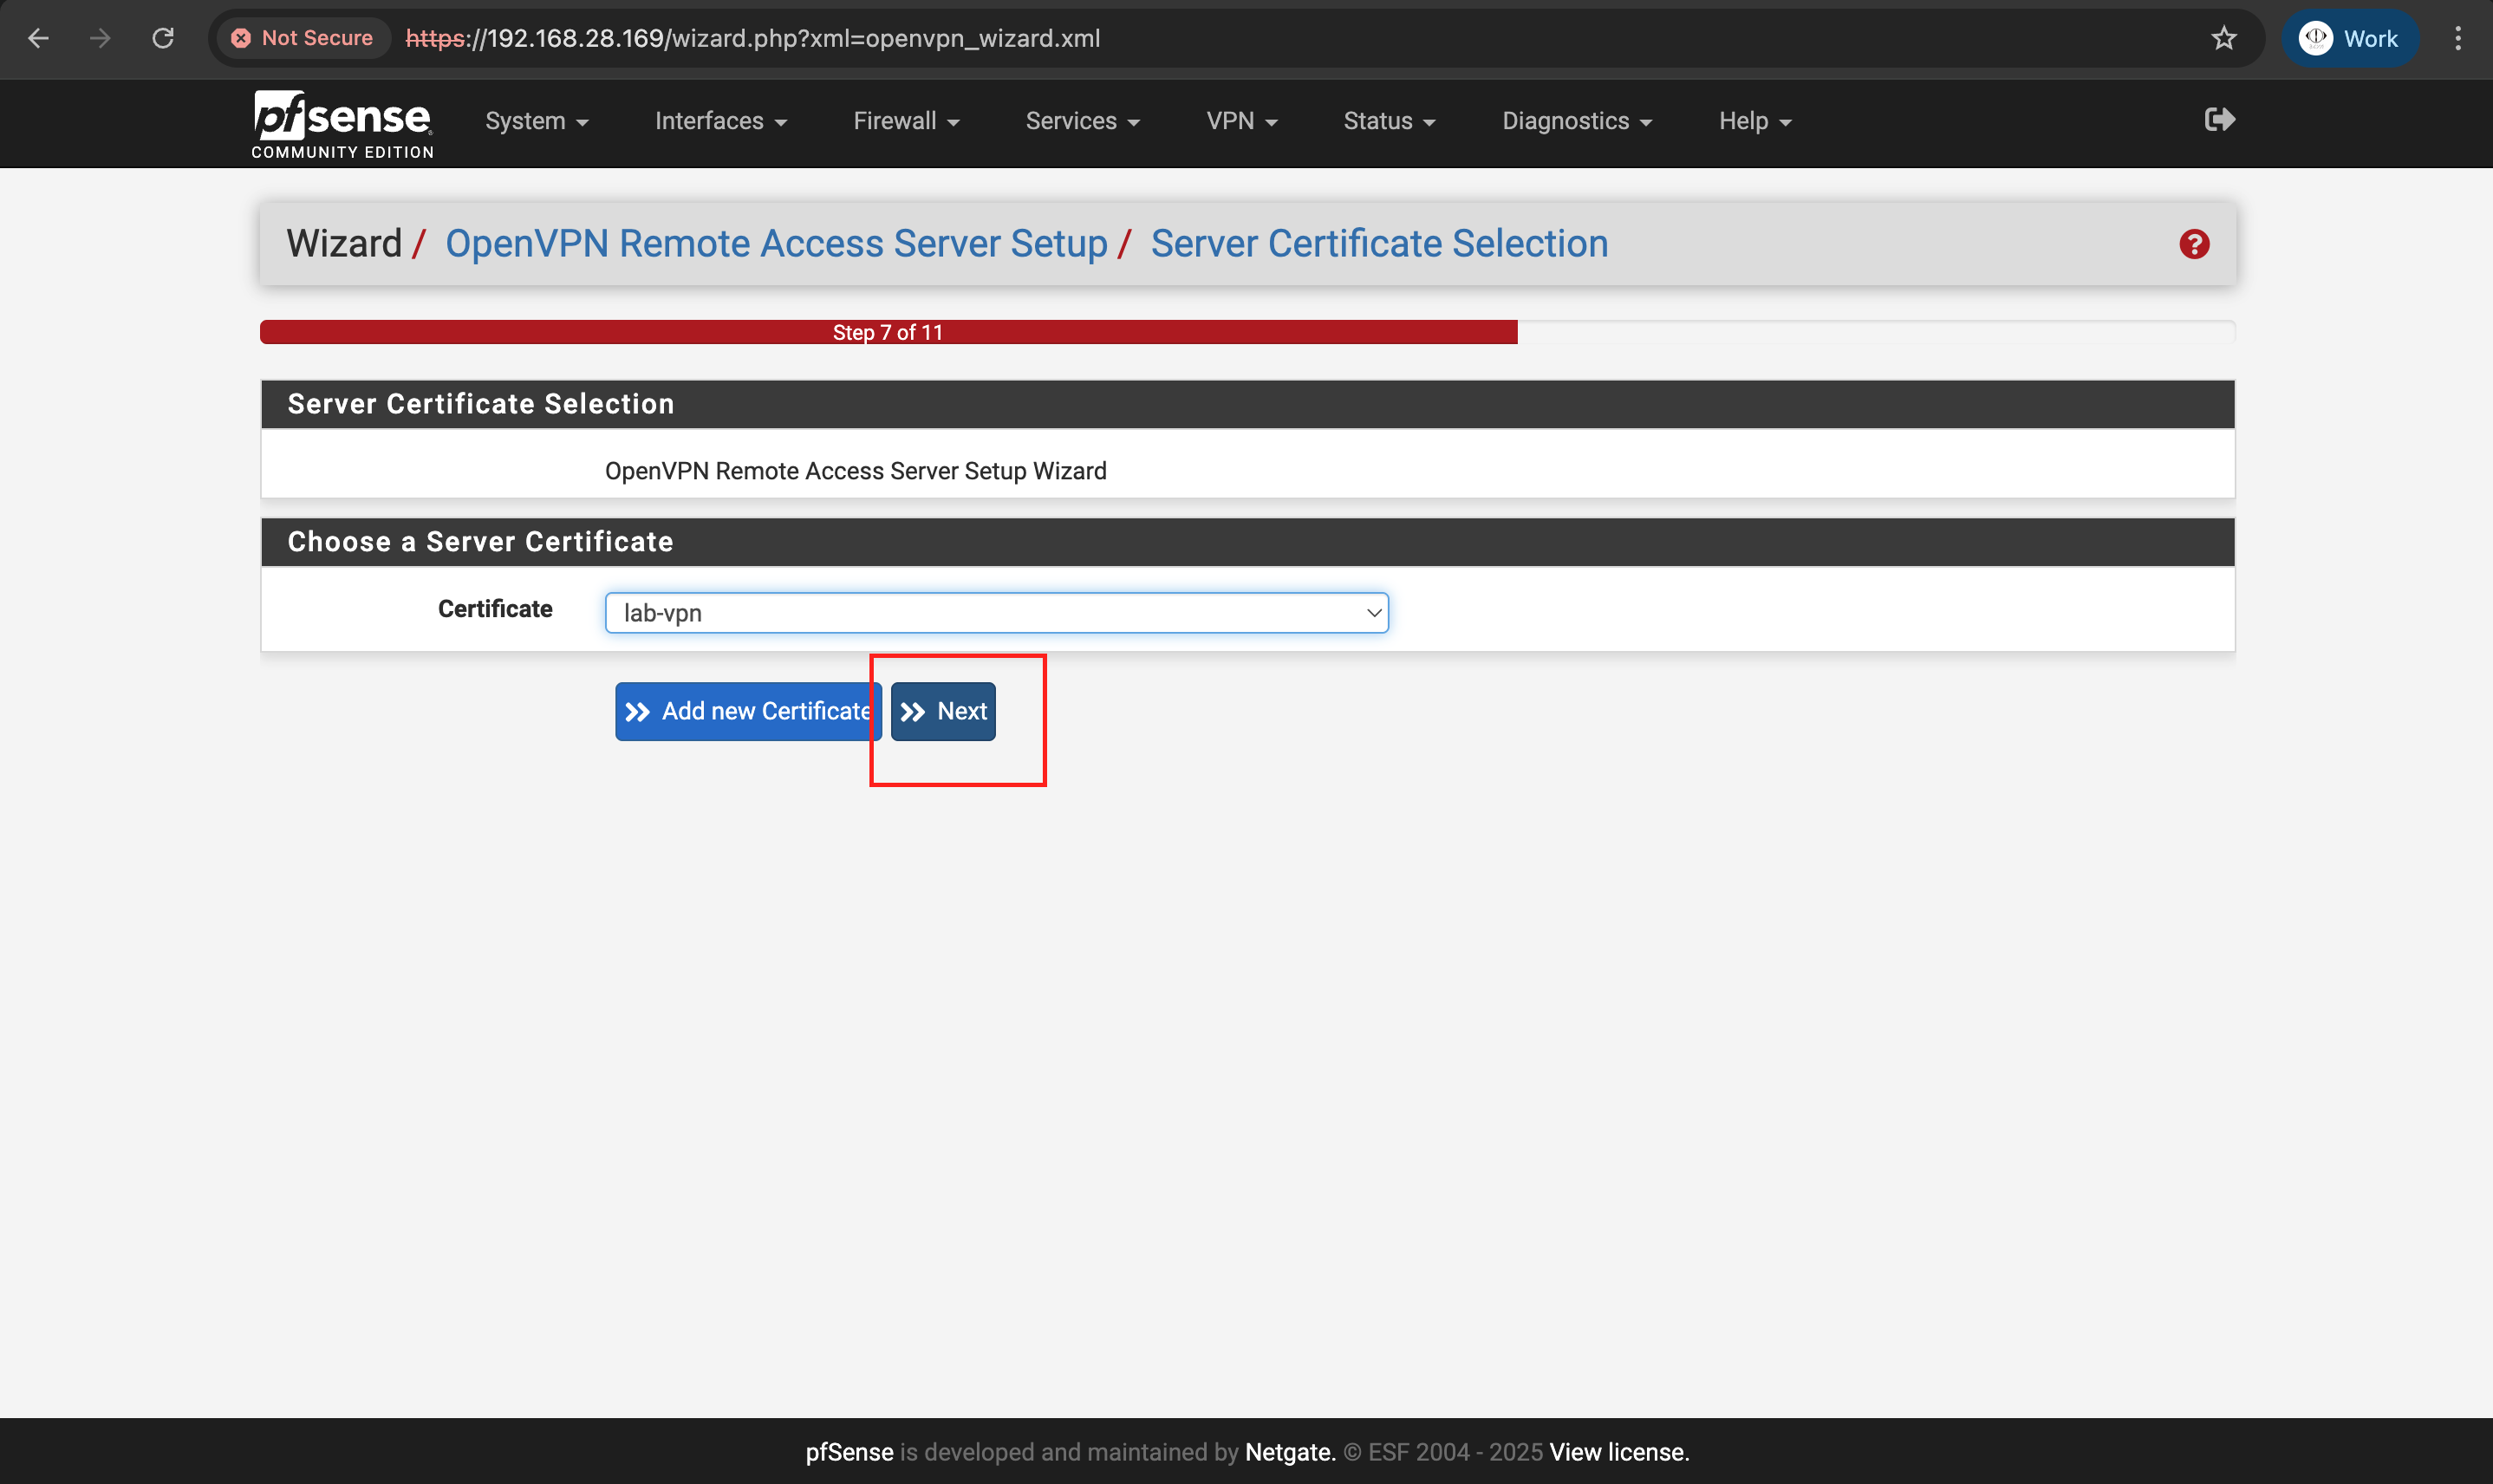 Not Secure https://192.168.28.169/wizard.php?xml=openvpn_wizard.xml Work
pfsense
COMMUNITY EDITION
System Interfaces Firewall Services VPN Status Diagnostics Help
Wizard / OpenVPN Remote Access Server Setup / Server Certificate Selection ?
Step 7 of 11
Server Certificate Selection
OpenVPN Remote Access Server Setup Wizard
Choose a Server Certificate
Certificate lab-vpn
Add new Certificate Next
pfSense is developed and maintained by Netgate. © ESF 2004 - 2025 View license.